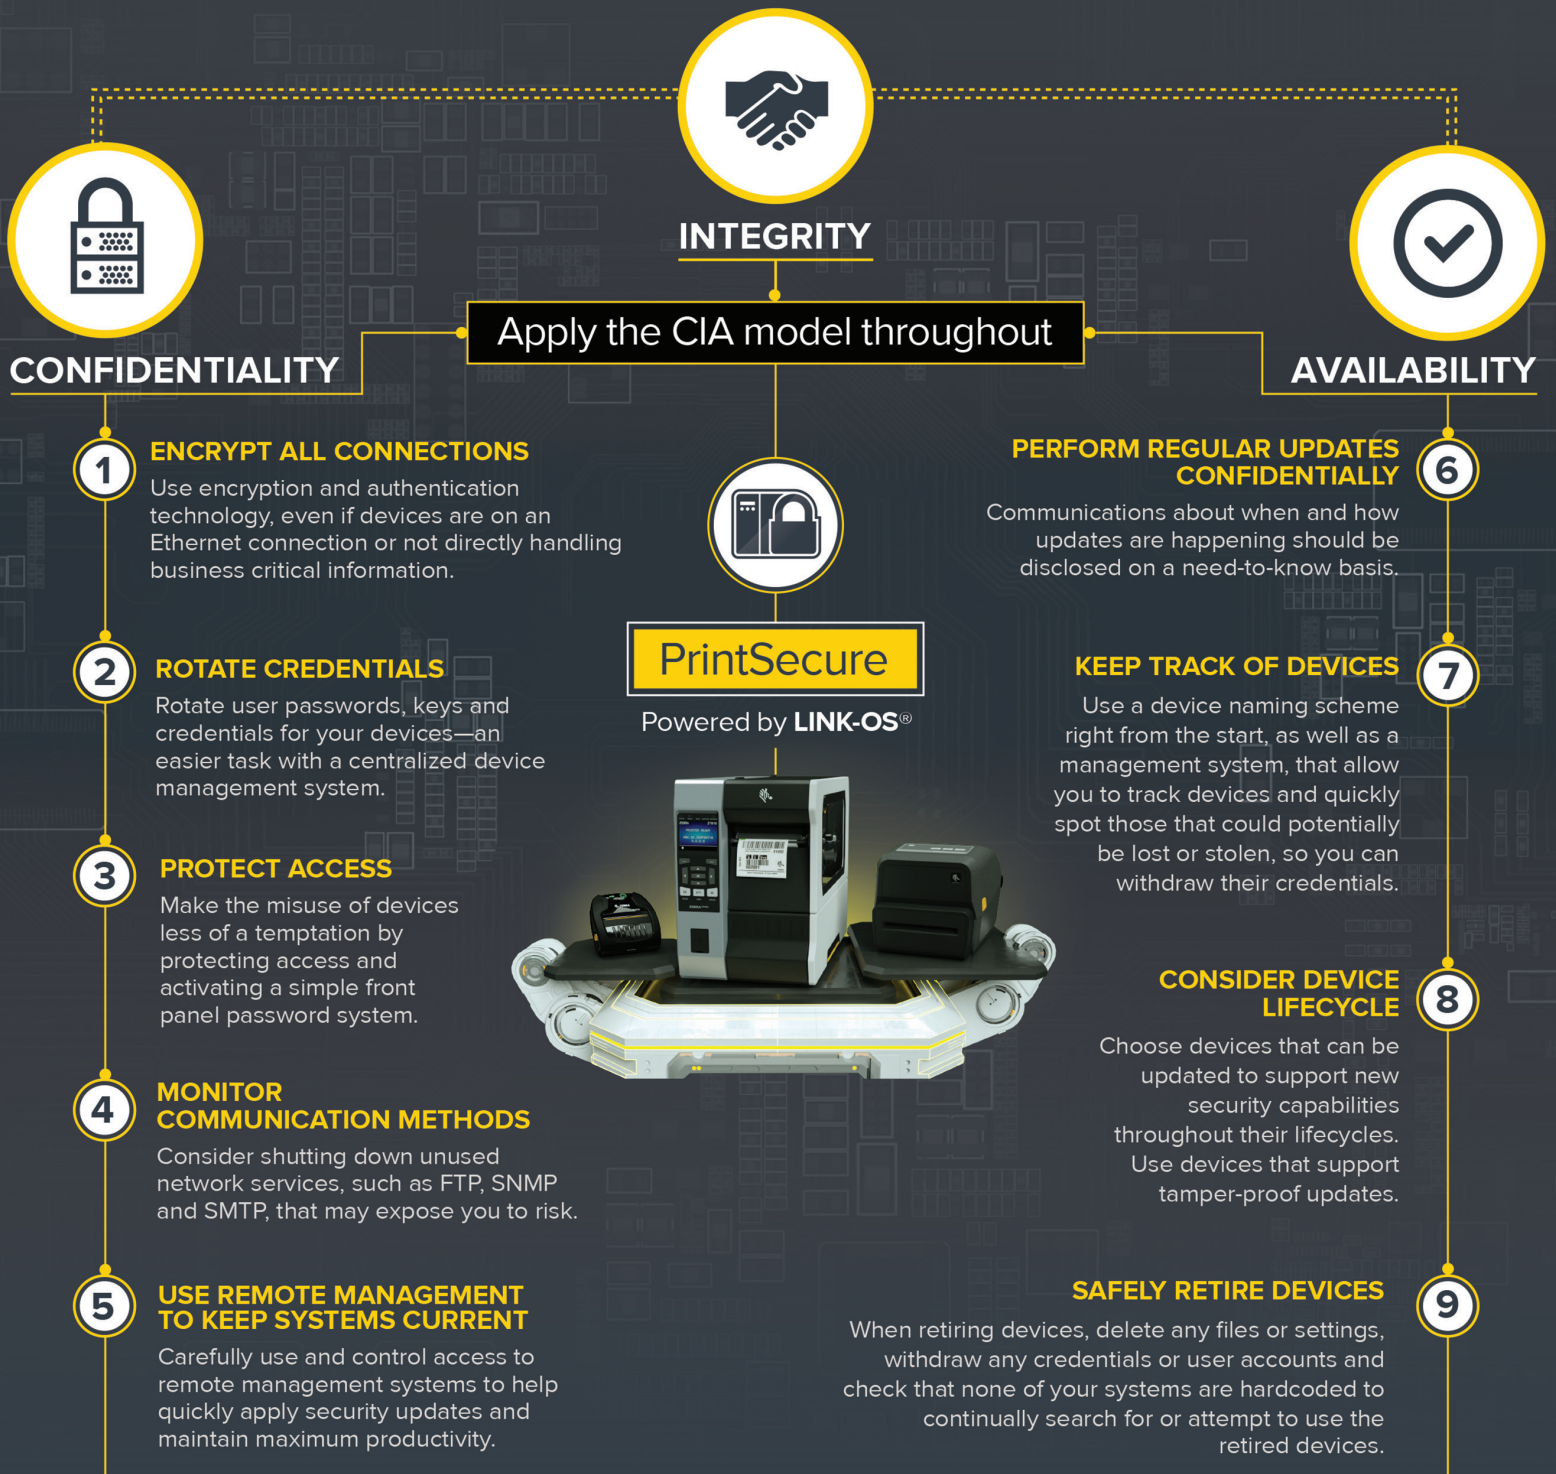 INTEGRITY
Apply the CIA model throughout
CONFIDENTIALITY
AVAILABILITY
1
ENCRYPT ALL CONNECTIONS
Use encryption and authentication
technology, even if devices are on an
Ethernet connection or not directly handling
business critical information.
2
ROTATE CREDENTIALS
Rotate user passwords, keys and
credentials for your devices—an
easier task with a centralized device
management system.
3
PROTECT ACCESS
Make the misuse of devices
less of a temptation by
protecting access and
activating a simple front
panel password system.
4
MONITOR
COMMUNICATION METHODS
Consider shutting down unused
network services, such as FTP, SNMP
and SMTP, that may expose you to risk.
5
USE REMOTE MANAGEMENT
TO KEEP SYSTEMS CURRENT
Carefully use and control access to
remote management systems to help
quickly apply security updates and
maintain maximum productivity.
PrintSecure
Powered by LINK-OS®
PERFORM REGULAR UPDATES
CONFIDENTIALLY
6
Communications about when and how
updates are happening should be
disclosed on a need-to-know basis.
KEEP TRACK OF DEVICES
7
Use a device naming scheme
right from the start, as well as a
management system, that allow
you to track devices and quickly
spot those that could potentially
be lost or stolen, so you can
withdraw their credentials.
CONSIDER DEVICE
LIFECYCLE
8
Choose devices that can be
updated to support new
security capabilities
throughout their lifecycles.
Use devices that support
tamper-proof updates.
SAFELY RETIRE DEVICES
9
When retiring devices, delete any files or settings,
withdraw any credentials or user accounts and
check that none of your systems are hardcoded to
continually search for or attempt to use the
retired devices.